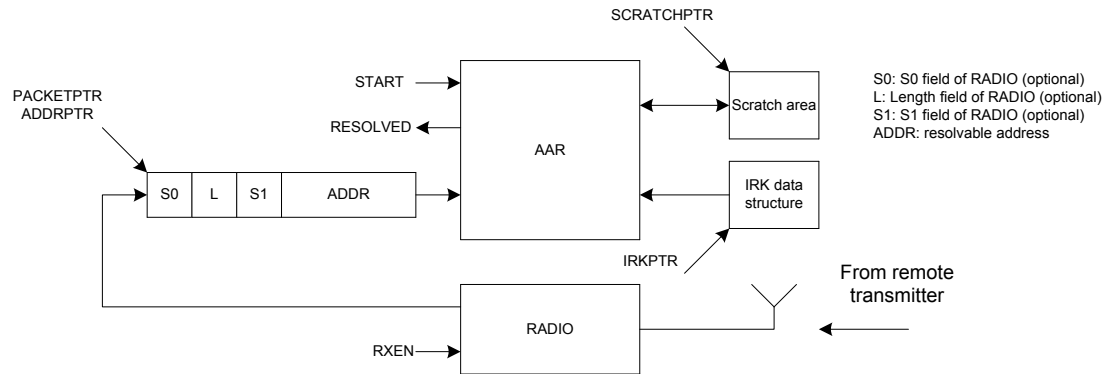 SCRATCHPTR
START
PACKETPTR
ADDRPTR
RESOLVED
AAR
Scratch area
S0: S0 field of RADIO (optional)
L: Length field of RADIO (optional)
S1: S1 field of RADIO (optional)
ADDR: resolvable address
S0
L
S1
ADDR
IRK data
structure
IRKPTR
From remote
transmitter
RADIO
RXEN